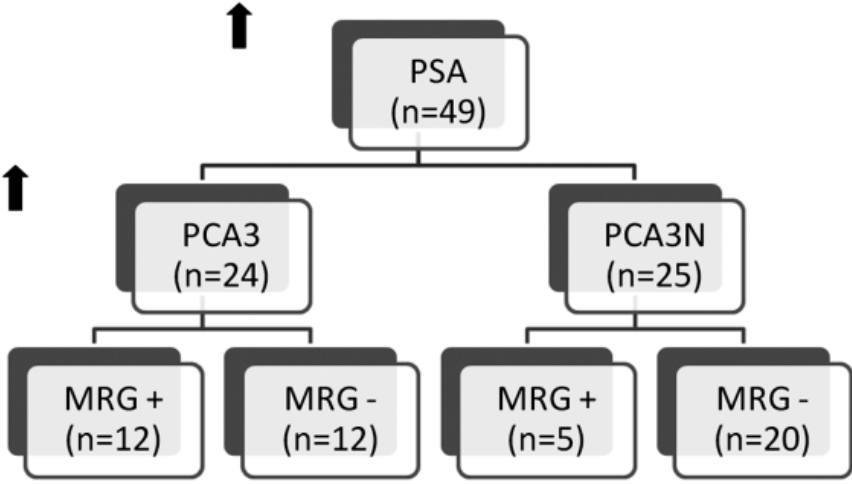 PSA
(n=49)
PCA3
(n=24)
PCA3N
(n=25)
MRG +
(n=12)
MRG -
(n=12)
MRG +
(n=5)
MRG -
(n=20)